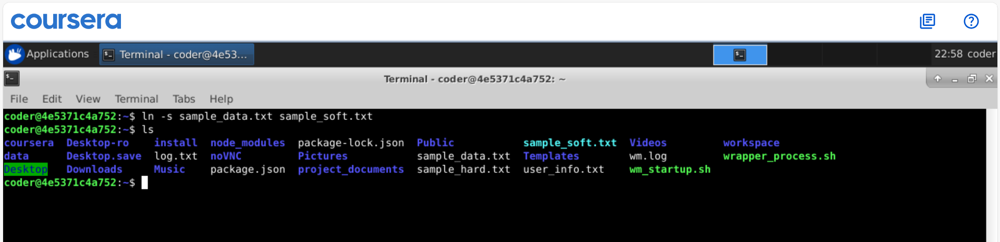 coursera
Applications Terminal - coder@4e53... 22:58 coder
Terminal - coder@4e5371c4a752: ~
File Edit View Terminal Tabs Help
coder@4e5371c4a752:~$ ln -s sample_data.txt sample_soft.txt
coder@4e5371c4a752:~$ ls
coursera Desktop-ro install node_modules package-lock.json Public sample_soft.txt Videos workspace
data Desktop.save log.txt noVNC Pictures sample_data.txt Templates wm.log wrapper_process.sh
Desktop Downloads Music package.json project_documents sample_hard.txt user_info.txt wm_startup.sh
coder@4e5371c4a752:~$